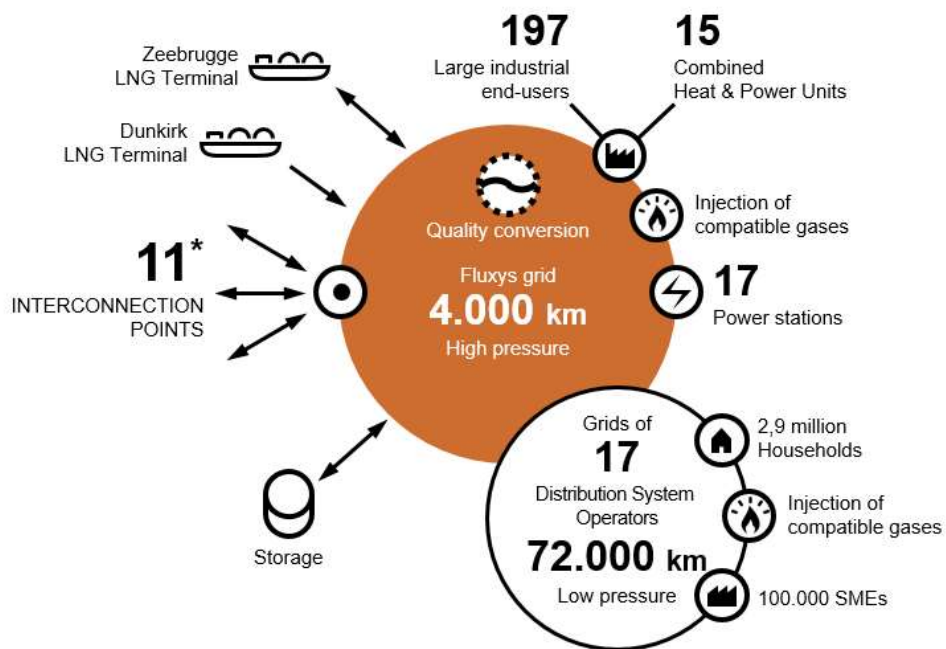 Zeebrugge
LNG Terminal
Dunkirk
LNG Terminal
11*
INTERCONNECTION
POINTS
Storage
197
Large industrial
end-users
15
Combined
Heat & Power Units
Injection of
compatible gases
17
Power stations
Quality conversion
Fluxys grid
4.000 km
High pressure
Grids of
17
Distribution System
Operators
72.000 km
Low pressure
2,9 million
Households
Injection of
compatible gases
100.000 SMEs